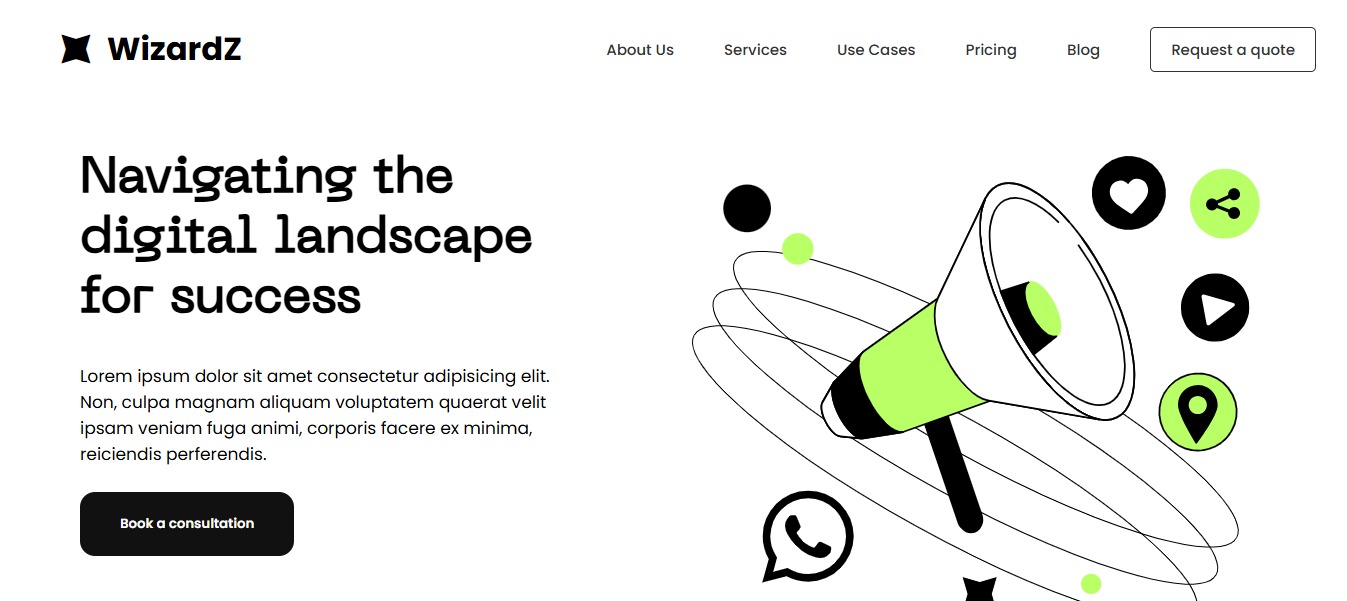 WizardZ
About Us
Services
Use Cases
Pricing
Blog
Request a quote
Navigating the
digital landscape
for success
Lorem ipsum dolor sit amet consectetur adipisicing elit.
Non, culpa magnam aliquam voluptatem quaerat velit
ipsam veniam fuga animi, corporis facere ex minima,
reiciendis perferendis.
Book a consultation